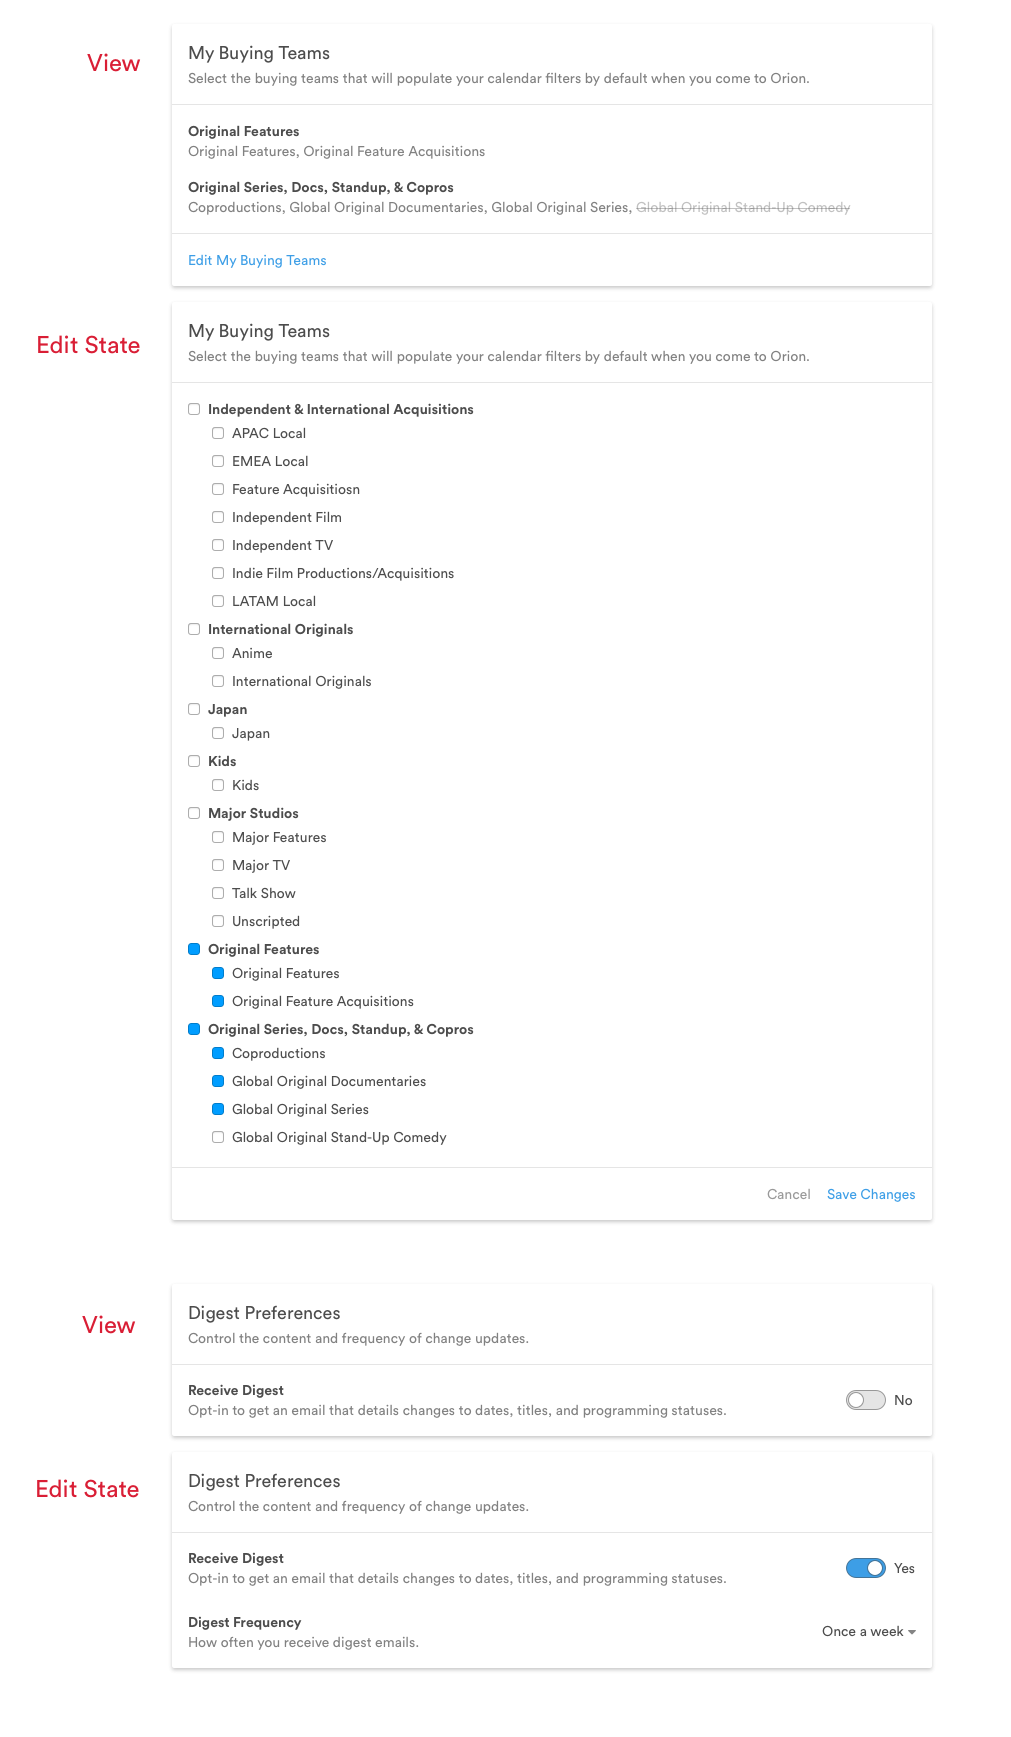 View
My Buying Teams
Select the buying teams that will populate your calendar filters by default when you come to Orion.
Original Features
Original Features, Original Feature Acquisitions
Original Series, Docs, Standup, & Copros
Coproductions, Global Original Documentaries, Global Original Series, Global Original Stand-Up Comedy
Edit My Buying Teams
Edit State
My Buying Teams
Select the buying teams that will populate your calendar filters by default when you come to Orion.
Independent & International Acquisitions
APAC Local
EMEA Local
Feature Acquisitiosn
Independent Film
Independent TV
Indie Film Productions/Acquisitions
LATAM Local
International Originals
Anime
International Originals
Japan
Japan
Kids
Kids
Major Studios
Major Features
Major TV
Talk Show
Unscripted
Original Features
Original Features
Original Feature Acquisitions
Original Series, Docs, Standup, & Copros
Coproductions
Global Original Documentaries
Global Original Series
Global Original Stand-Up Comedy
Cancel Save Changes
View
Digest Preferences
Control the content and frequency of change updates.
Receive Digest
Opt-in to get an email that details changes to dates, titles, and programming statuses.
No
Edit State
Digest Preferences
Control the content and frequency of change updates.
Receive Digest
Opt-in to get an email that details changes to dates, titles, and programming statuses.
Yes
Digest Frequency
How often you receive digest emails.
Once a week